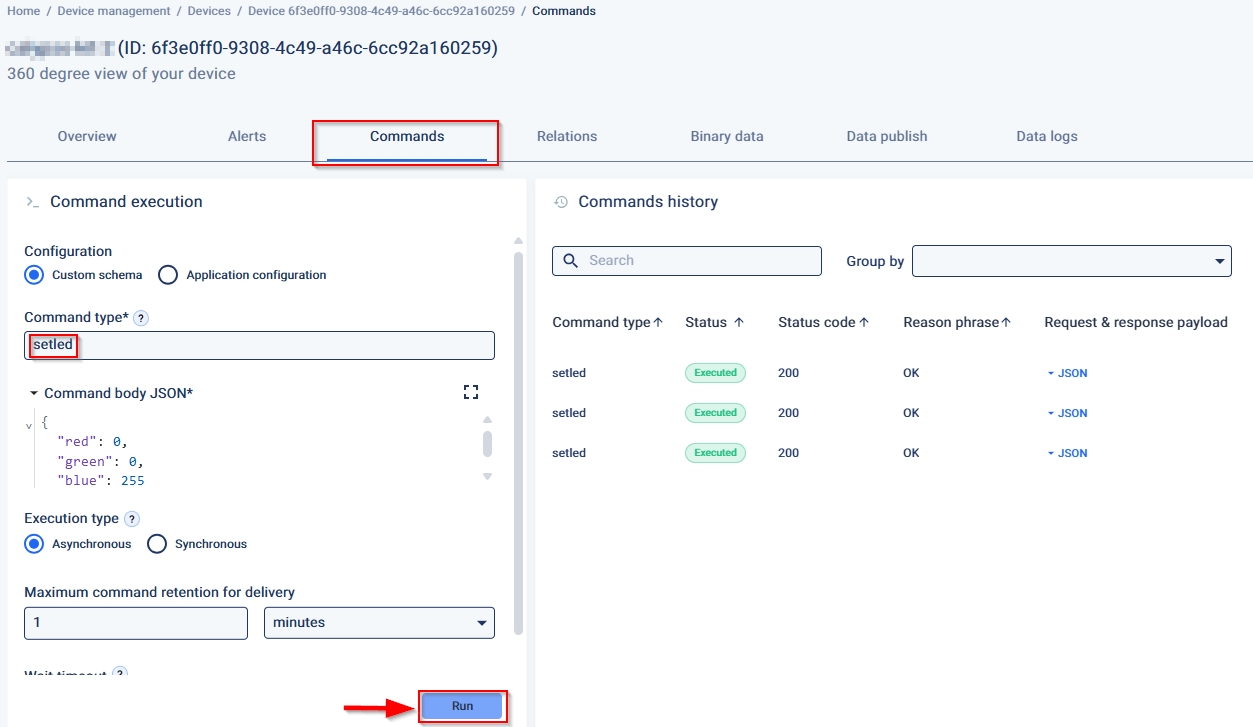 Home / Device management / Devices / Device 6f3e0ff0-9308-4c49-a46c-6cc92a160259 / Commands
(ID: 6f3e0ff0-9308-4c49-a46c-6cc92a160259)
360 degree view of your device
Overview Alerts Commands Relations Binary data Data publish Data logs
>_ Command execution
Configuration
Custom schema Application configuration
Command type* ?
setled
Command body JSON*
{
"red": 0,
"green": 0,
"blue": 255
Execution type ?
Asynchronous Synchronous
Maximum command retention for delivery
1 minutes
Wait timeout ?
Run
Commands history
Search Group by
Command type↑ Status ↑ Status code↑ Reason phrase↑ Request & response payload
setled Executed 200 OK JSON
setled Executed 200 OK JSON
setled Executed 200 OK JSON